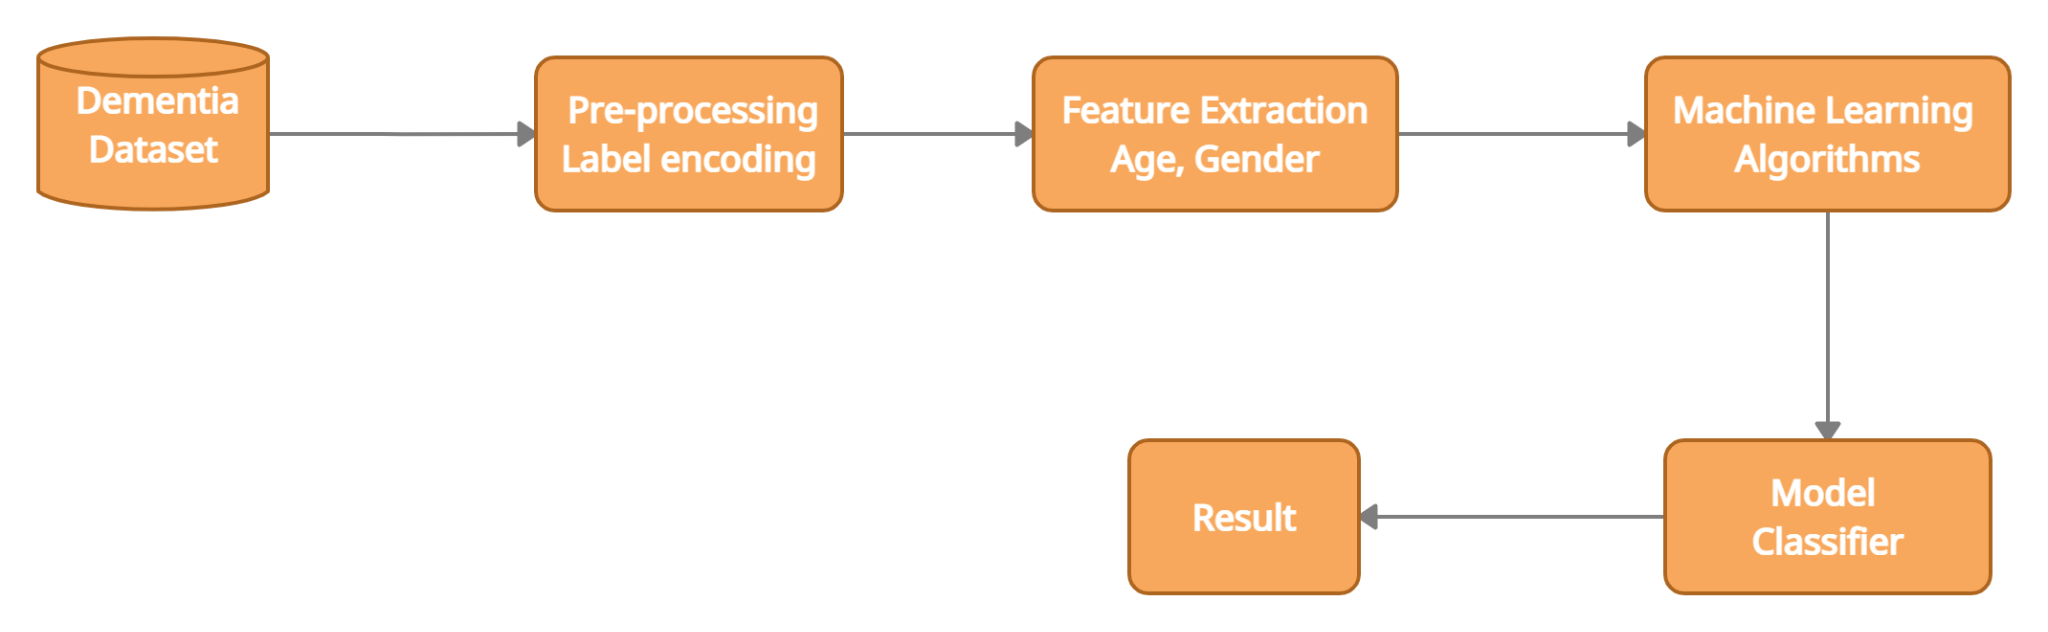 Dementia
Dataset
Pre-processing
Label encoding
Feature Extraction
Age, Gender
Machine Learning
Algorithms
Model
Classifier
Result